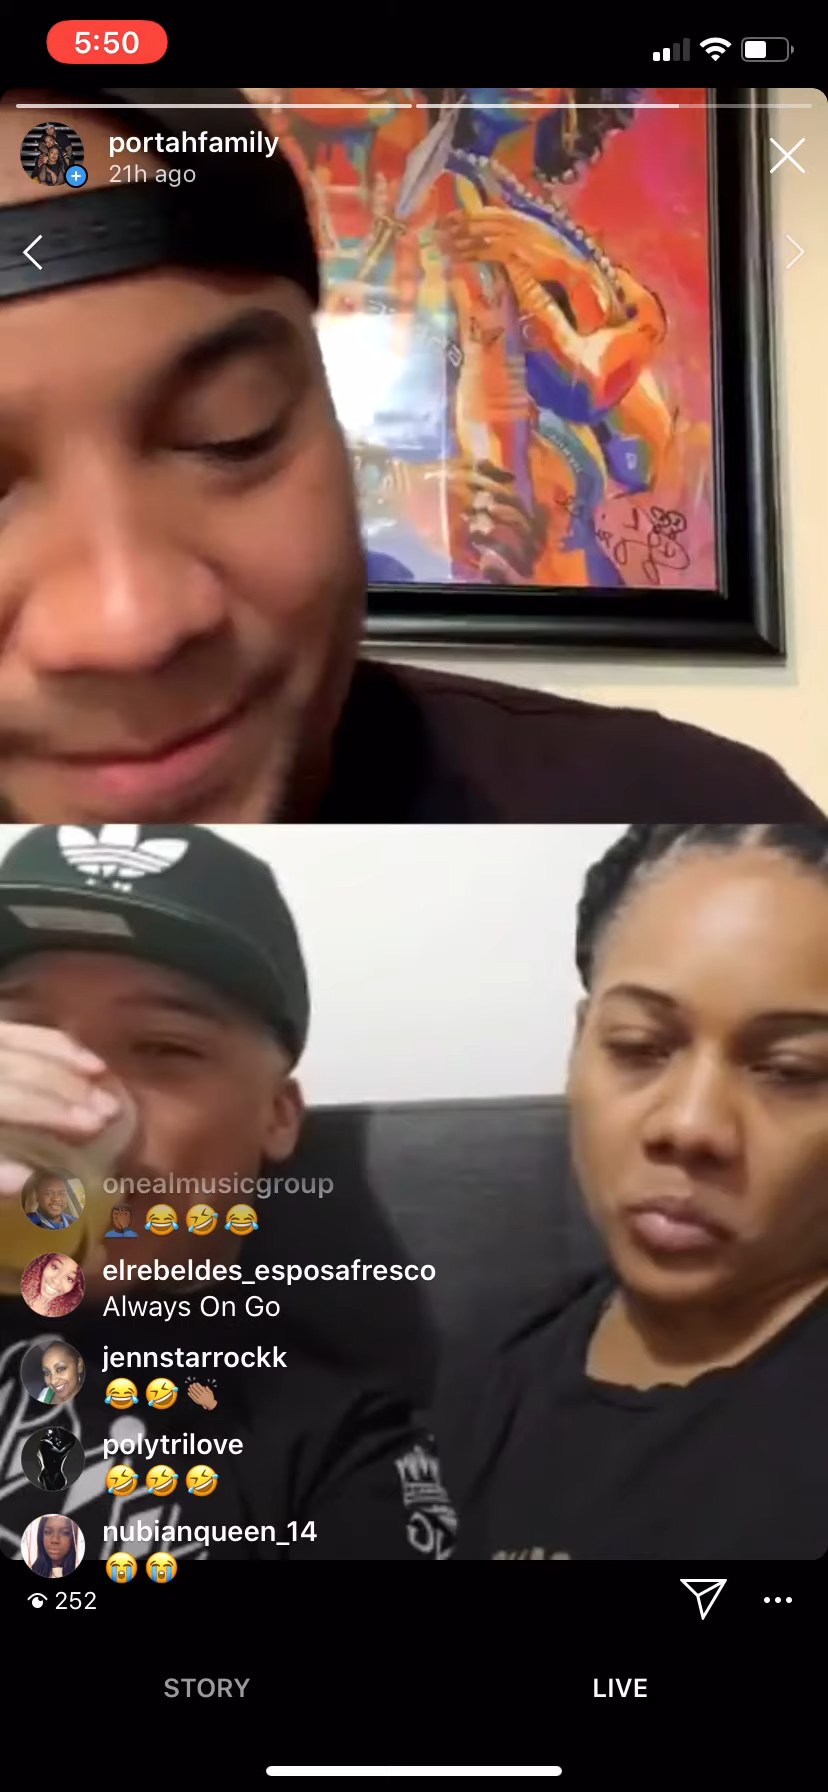 5:50
portahfamily
21h ago
onealmusicgroup
🤦🏾‍♂️😂🤣😂
elrebeldes_esposafresco
Always On Go
jennstarrockk
😂🤣👏🏽
polytrilove
🤣🤣🤣
nubianqueen_14
😭😭
252
STORY
LIVE